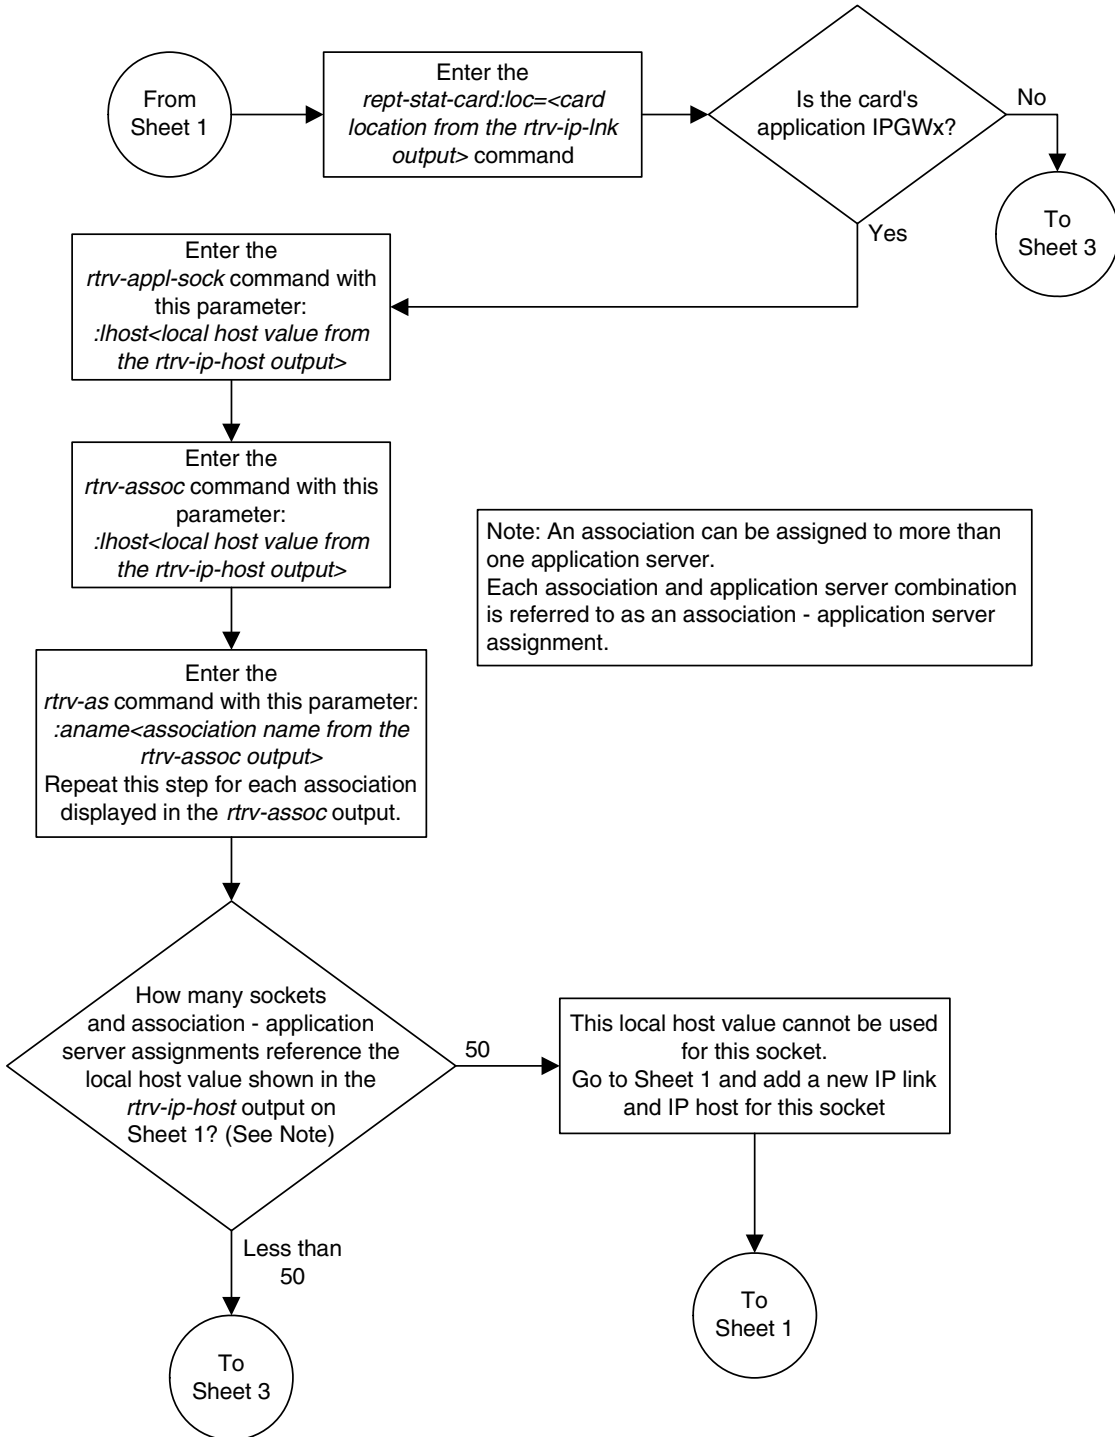 From
Sheet 1
Enter the
rept-stat-card:loc=<card
location from the rtrv-ip-lnk
output> command
Is the card's
application IPGWx?
No
To
Sheet 3
Yes
Enter the
rtrv-appl-sock command with
this parameter:
:lhost<local host value from
the rtrv-ip-host output>
Enter the
rtrv-assoc command with this
parameter:
:lhost<local host value from
the rtrv-ip-host output>
Note: An association can be assigned to more than
one application server.
Each association and application server combination
is referred to as an association - application server
assignment.
Enter the
rtrv-as command with this parameter:
:aname<association name from the
rtrv-assoc output>
Repeat this step for each association
displayed in the rtrv-assoc output.
How many sockets
and association - application
server assignments reference the
local host value shown in the
rtrv-ip-host output on
Sheet 1? (See Note)
50
This local host value cannot be used
for this socket.
Go to Sheet 1 and add a new IP link
and IP host for this socket
Less than
50
To
Sheet 1
To
Sheet 3